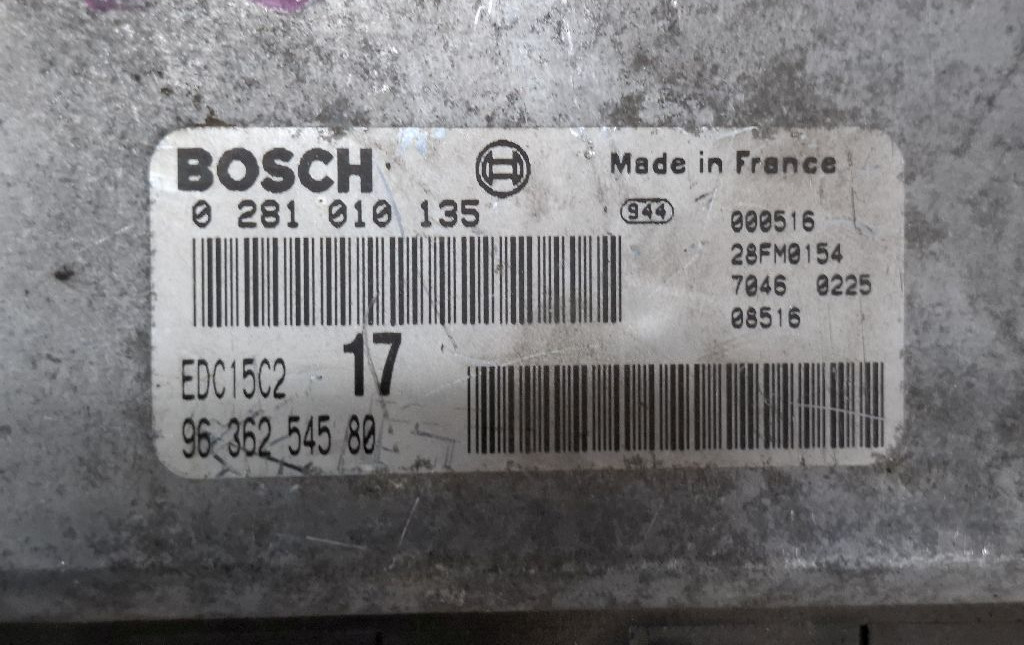 BOSCH
Made in France
0 281 010 135
944
000516
28FM0154
7046 0225
08516
EDC15C2 17
96 362 545 80